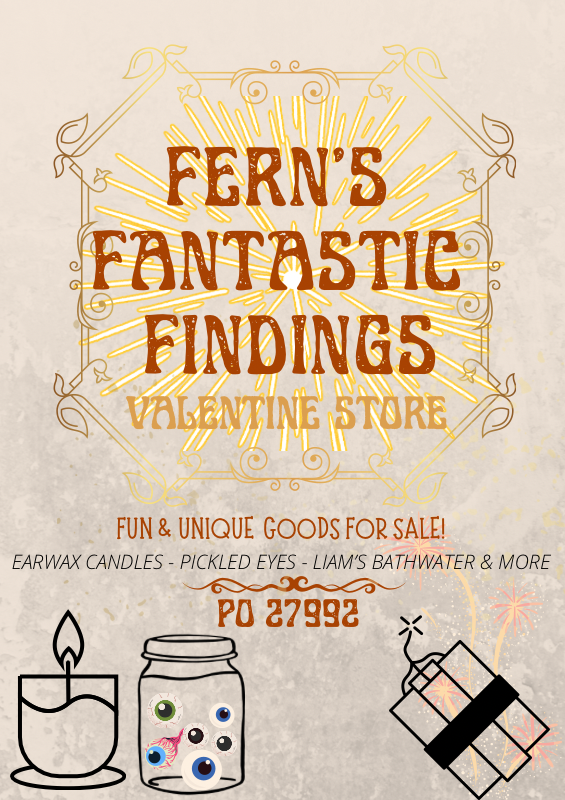 FERN'S
FANTASTIC
FINDINGS
VALENTINE STORE
FUN & UNIQUE GOODS FOR SALE!
EARWAX CANDLES - PICKLED EYES - LIAM'S BATHWATER & MORE
PO 27992